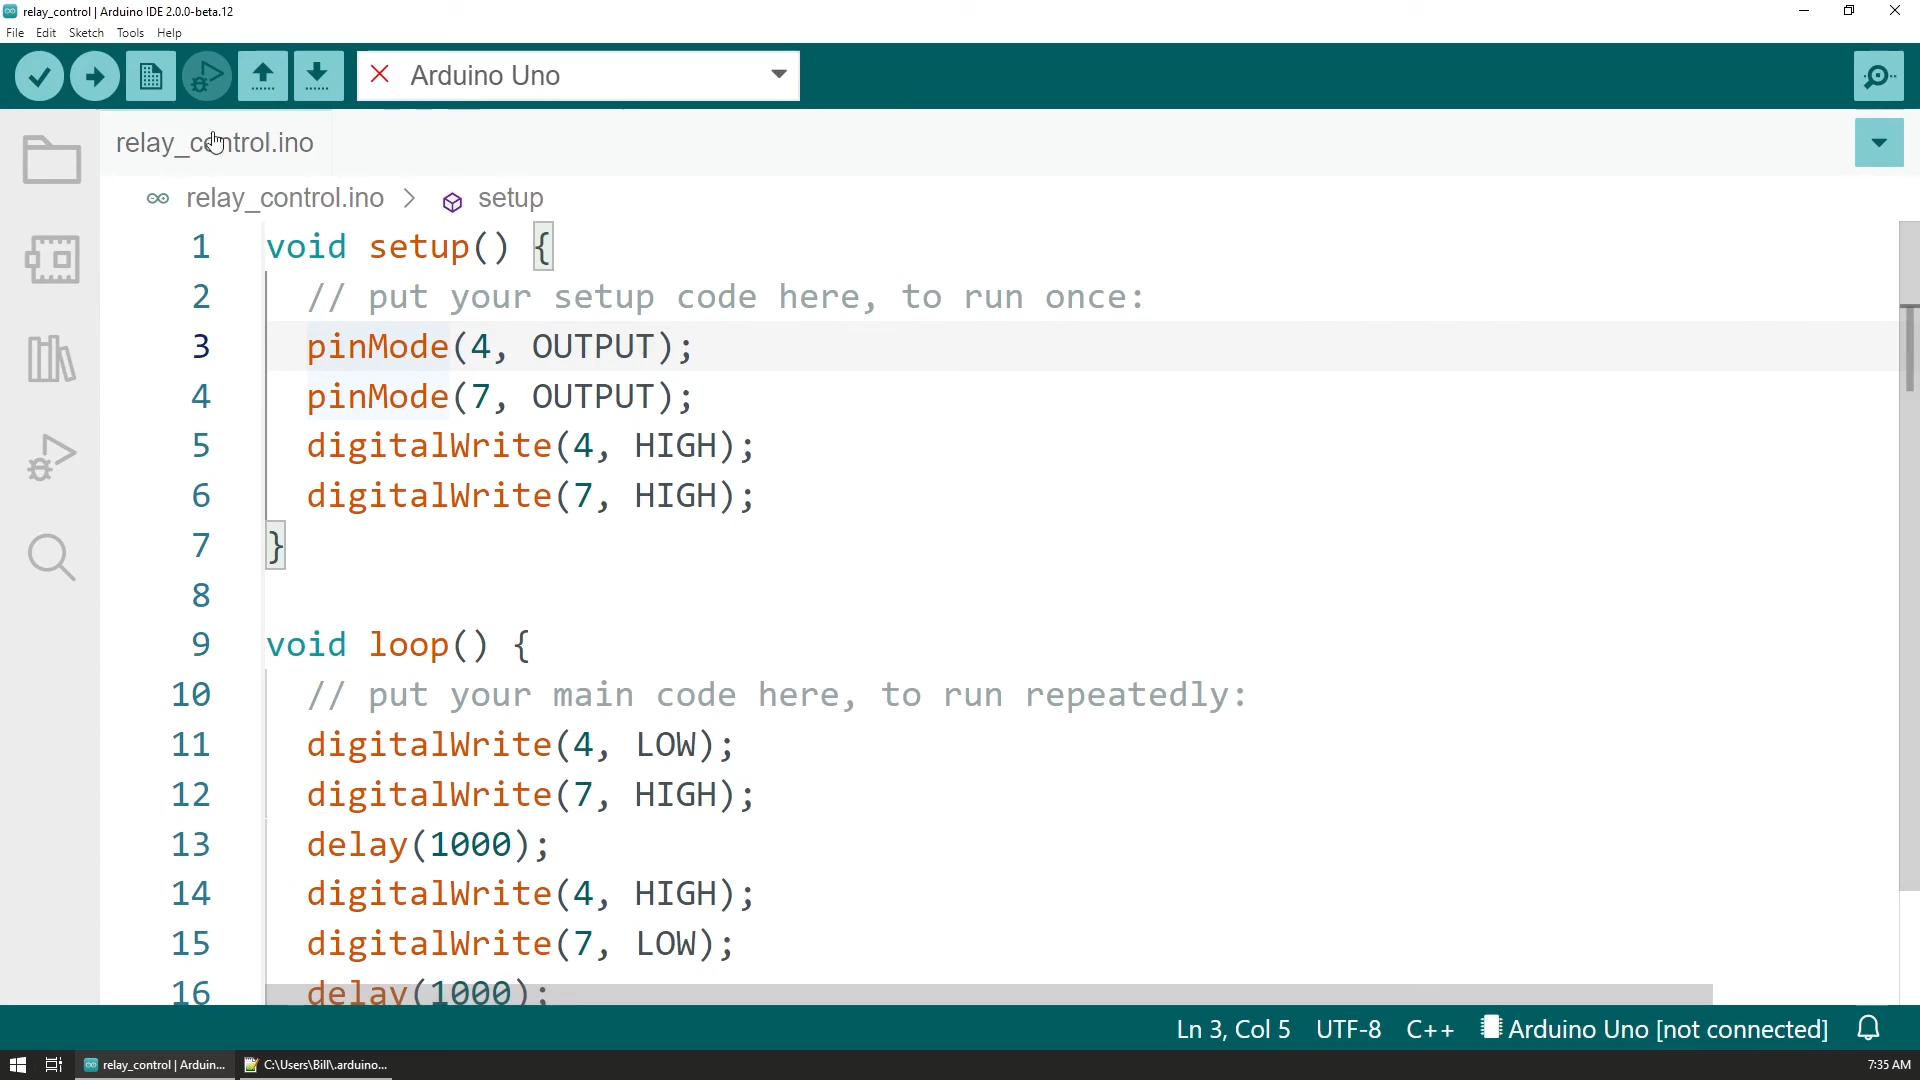 relay_control | Arduino IDE 2.0.0-beta.12
File Edit Sketch Tools Help
Arduino Uno
relay_control.ino
relay_control.ino > setup
1 void setup() {
2 // put your setup code here, to run once:
3 pinMode(4, OUTPUT);
4 pinMode(7, OUTPUT);
5 digitalWrite(4, HIGH);
6 digitalWrite(7, HIGH);
7 }
8
9 void loop() {
10 // put your main code here, to run repeatedly:
11 digitalWrite(4, LOW);
12 digitalWrite(7, HIGH);
13 delay(1000);
14 digitalWrite(4, HIGH);
15 digitalWrite(7, LOW);
16 delay(1000);
Ln 3, Col 5 UTF-8 C++ Arduino Uno [not connected]
relay_control | Arduin... C:\Users\Bill\.arduino... 7:35 AM